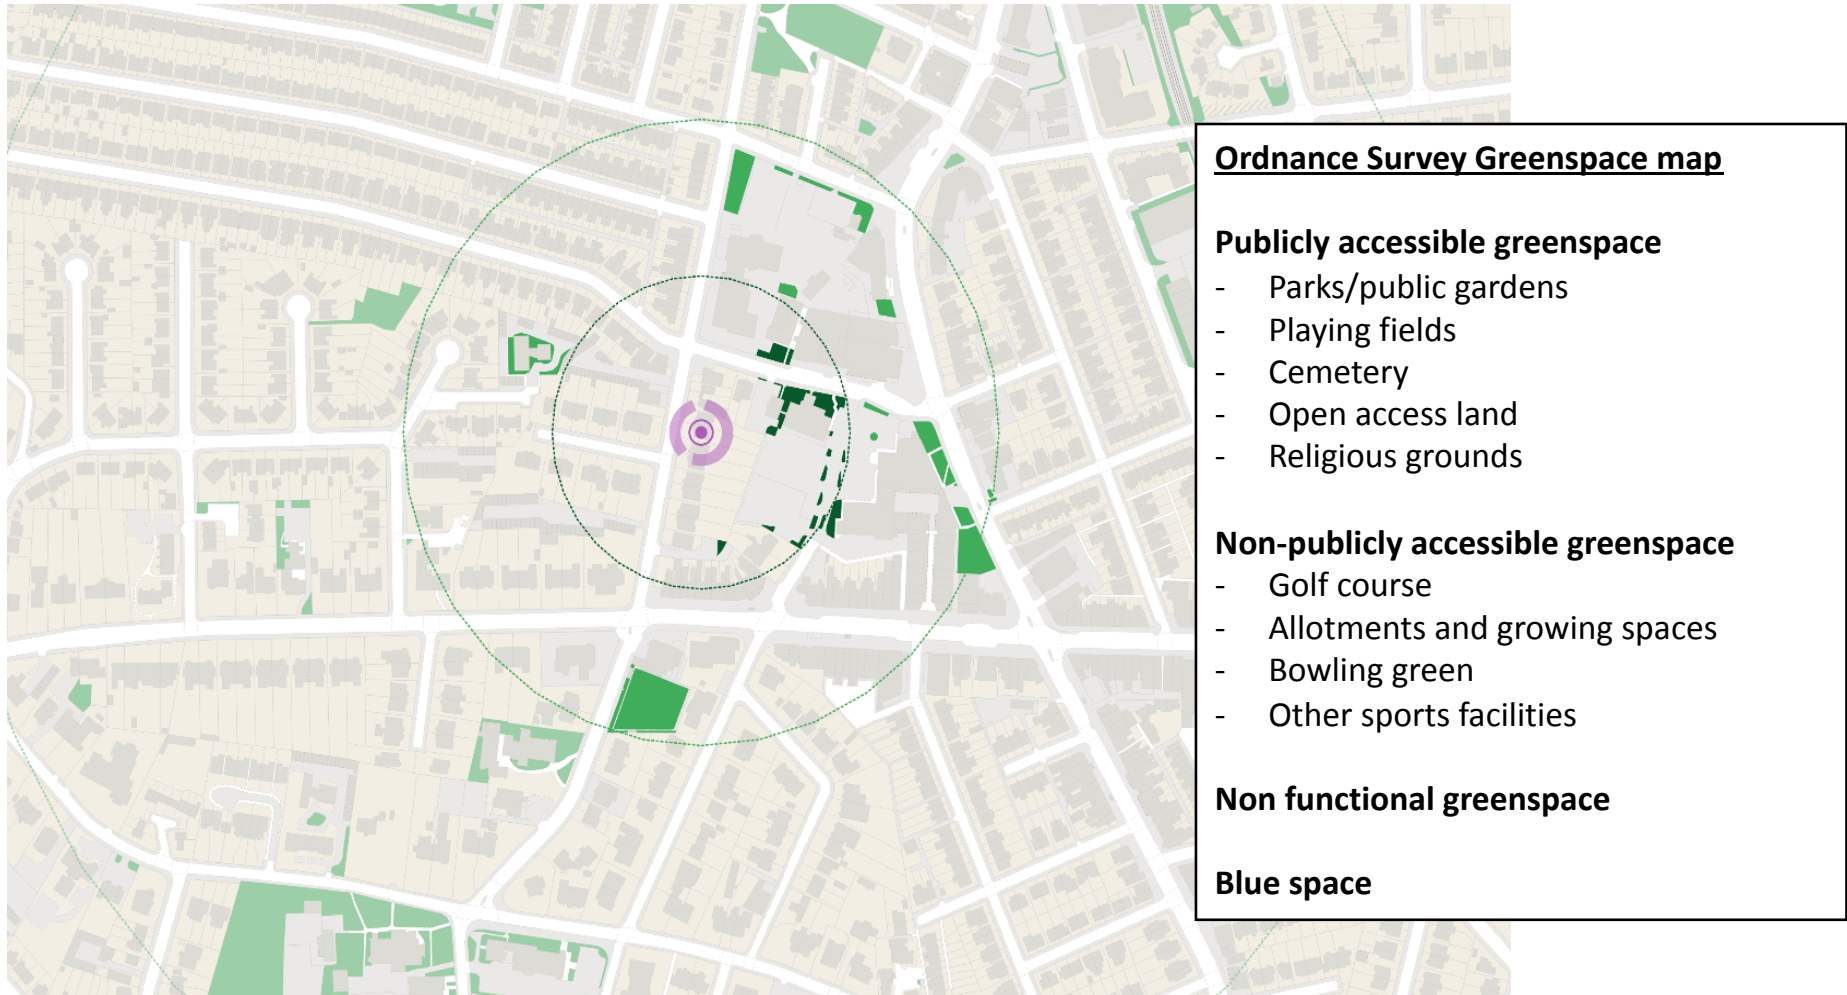 Ordnance Survey Greenspace map
Publicly accessible greenspace
- Parks/public gardens
- Playing fields
- Cemetery
- Open access land
- Religious grounds
Non-publicly accessible greenspace
- Golf course
- Allotments and growing spaces
- Bowling green
- Other sports facilities
Non functional greenspace
Blue space